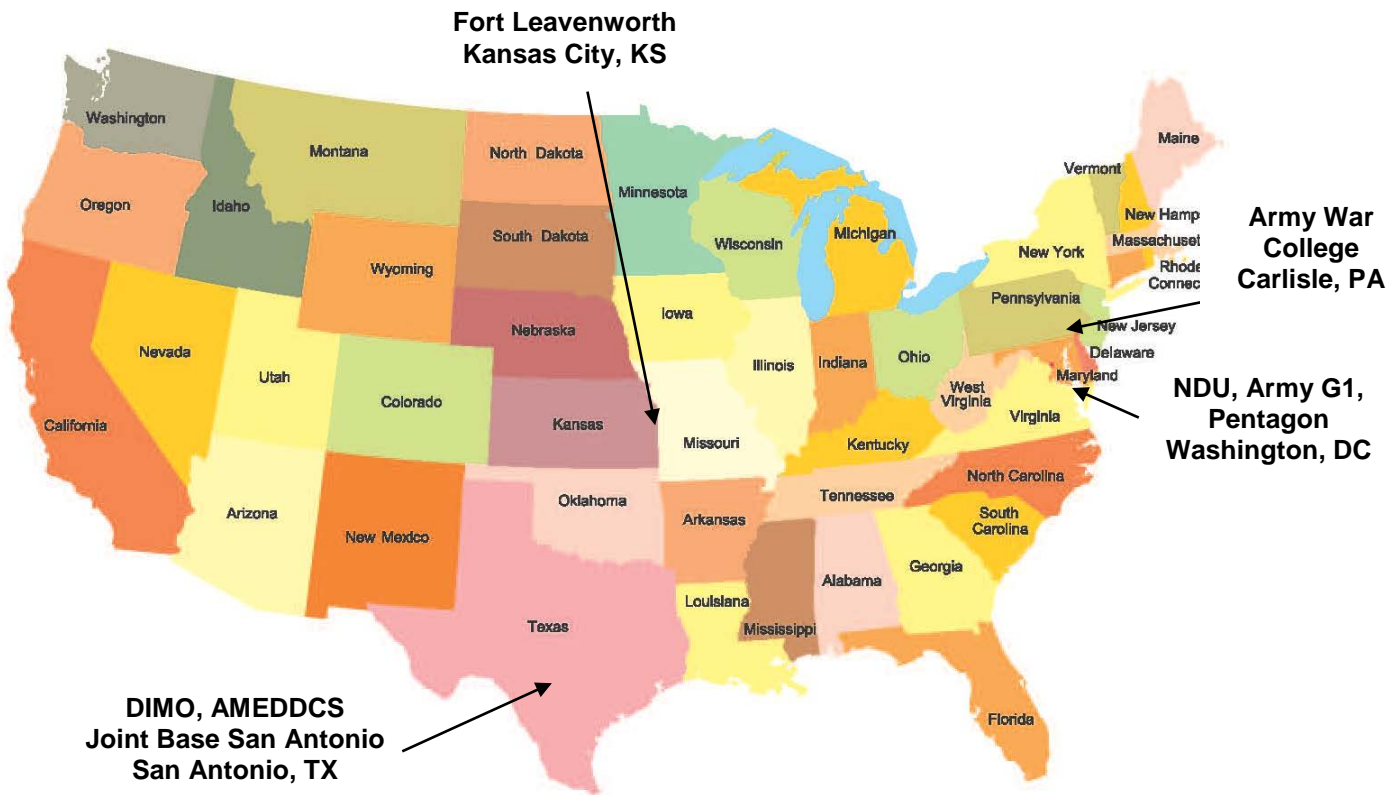 Fort Leavenworth
Kansas City, KS
Washington
Montana
North Dakota
Minnesota
Maine
Vermont
Oregon
Idaho
South Dakota
Wisconsin
Michigan
New Hamp
Massachuset
New York
Rhode
Connec
Army War
College
Carlisle, PA
Wyoming
Iowa
Pennsylvania
Nebraska
New Jersey
Nevada
Utah
Illinois
Indiana
Ohio
Delaware
Maryland
West
Virginia
Colorado
Kansas
Missouri
Virginia
NDU, Army G1,
Pentagon
Washington, DC
California
Kentucky
North Carolina
Tennessee
Oklahoma
Arizona
New Mexico
Arkansas
South
Carolina
Georgia
Alabama
Louisiana
Mississippi
Texas
Florida
DIMO, AMEDDCS
Joint Base San Antonio
San Antonio, TX